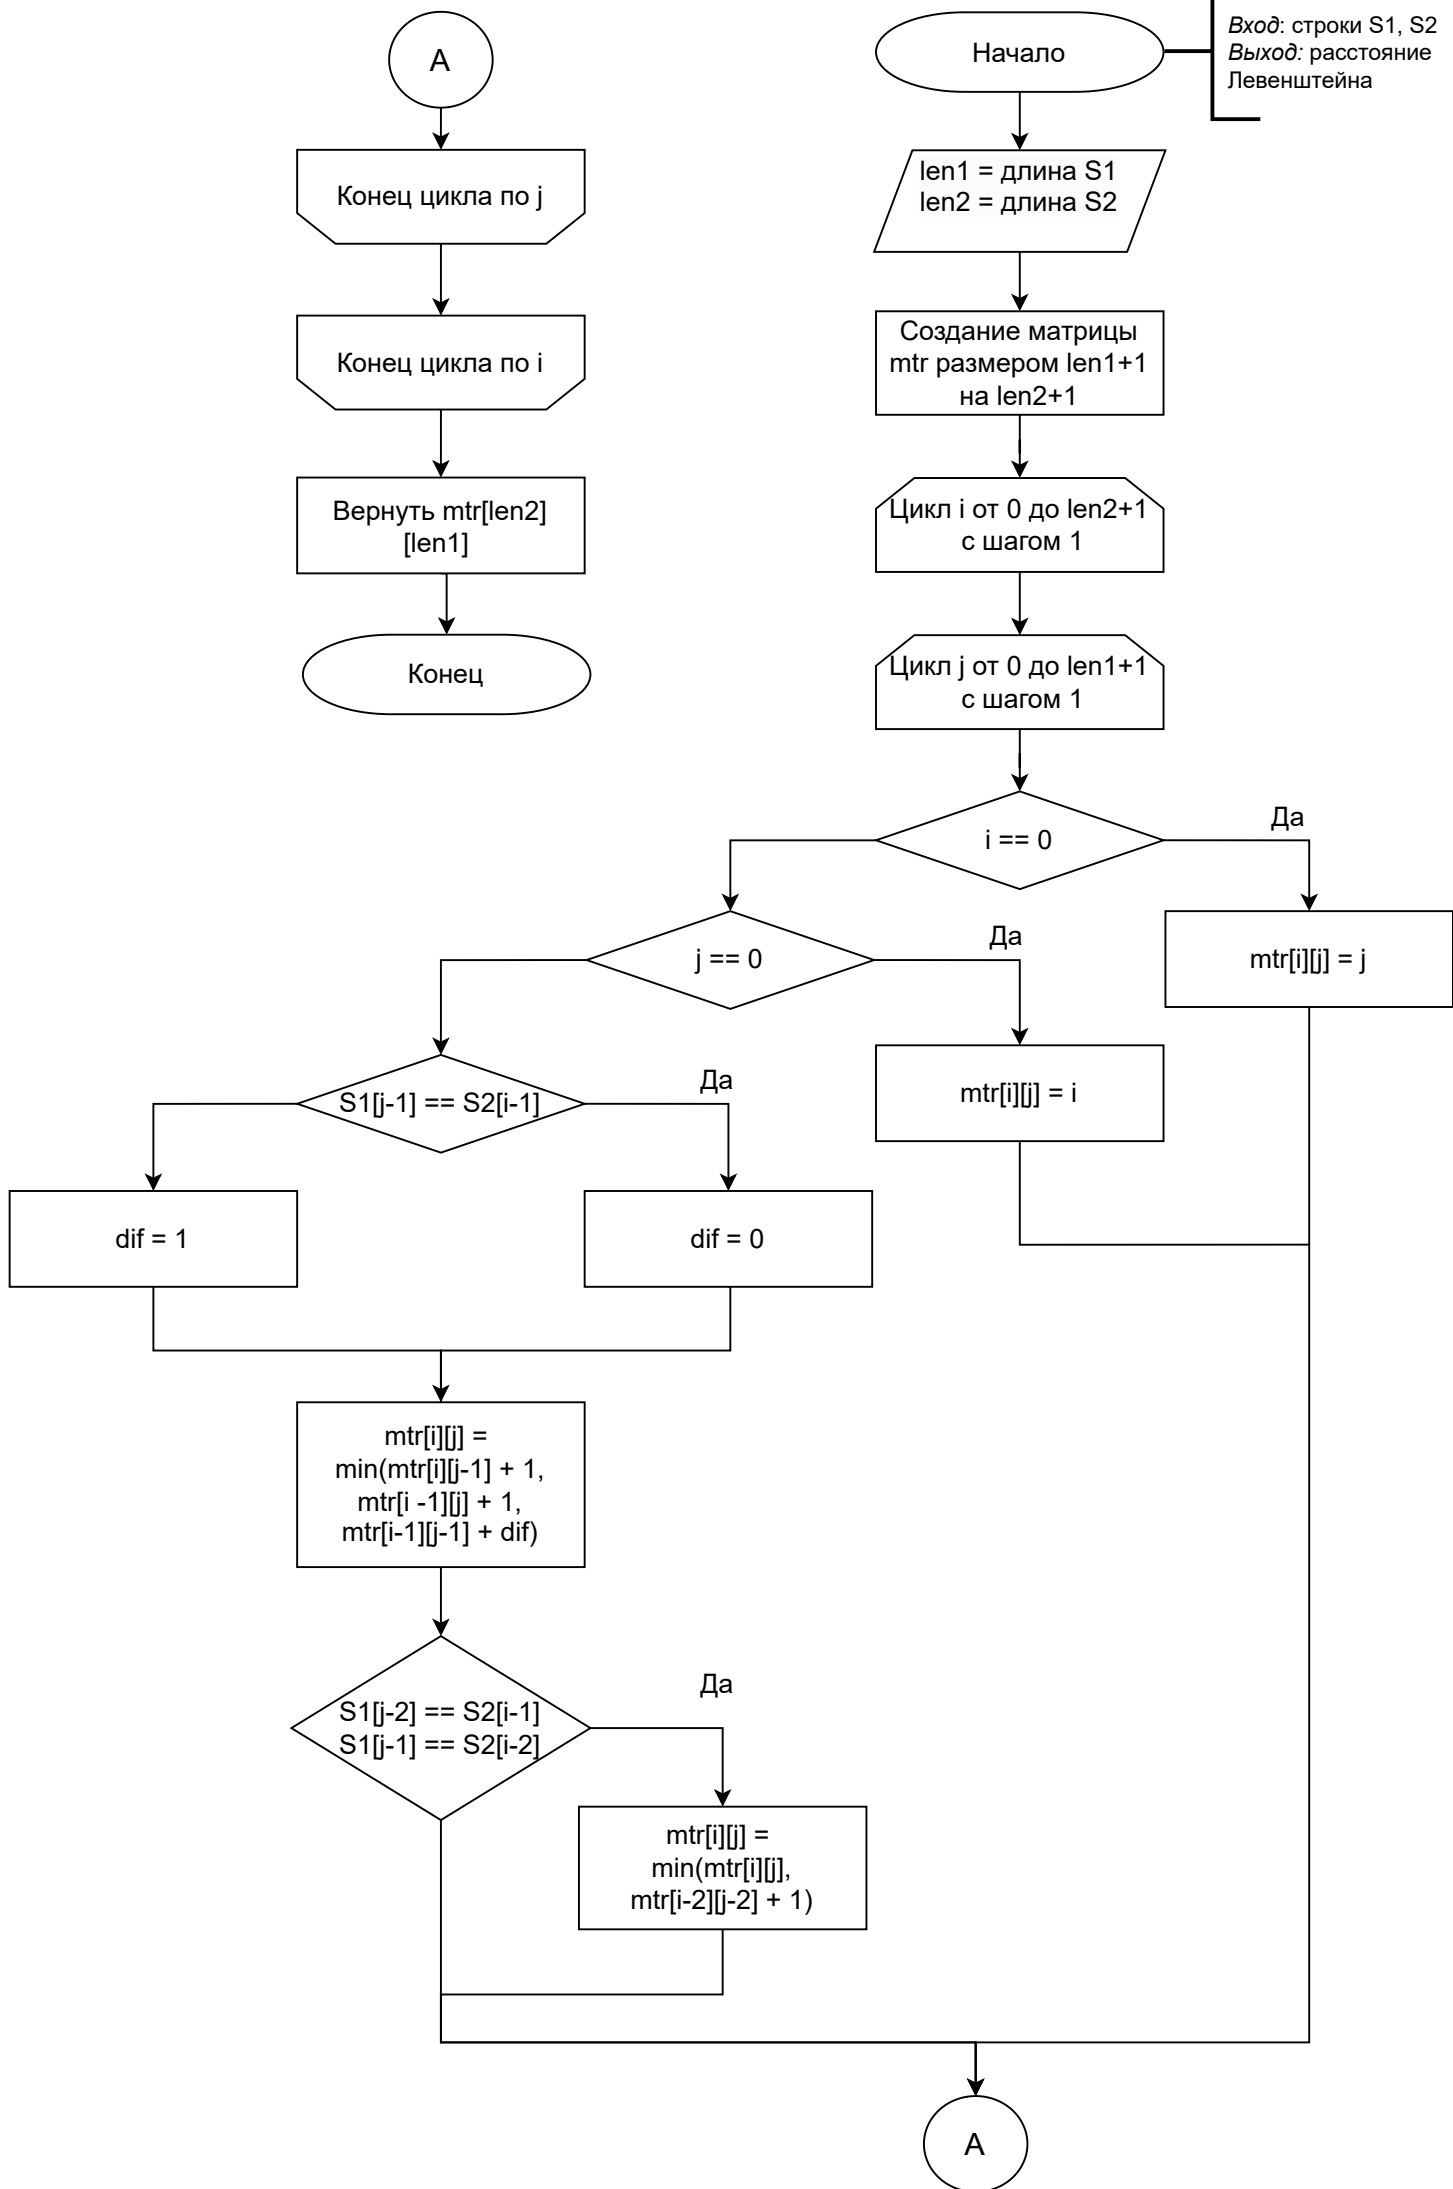 A
Конец цикла по j
Конец цикла по i
Вернуть mtr[len2]
[len1]
Конец
Начало
Вход: строки S1, S2
Выход: расстояние
Левенштейна
len1 = длина S1
len2 = длина S2
Создание матрицы
mtr размером len1+1
на len2+1
Цикл i от 0 до len2+1
с шагом 1
Цикл j от 0 до len1+1
с шагом 1
i == 0
Да
j == 0
Да
mtr[i][j] = j
S1[j-1] == S2[i-1]
Да
mtr[i][j] = i
dif = 1
dif = 0
mtr[i][j] =
min(mtr[i][j-1] + 1,
mtr[i -1][j] + 1,
mtr[i-1][j-1] + dif)
S1[j-2] == S2[i-1]
S1[j-1] == S2[i-2]
Да
mtr[i][j] =
min(mtr[i][j],
mtr[i-2][j-2] + 1)
A